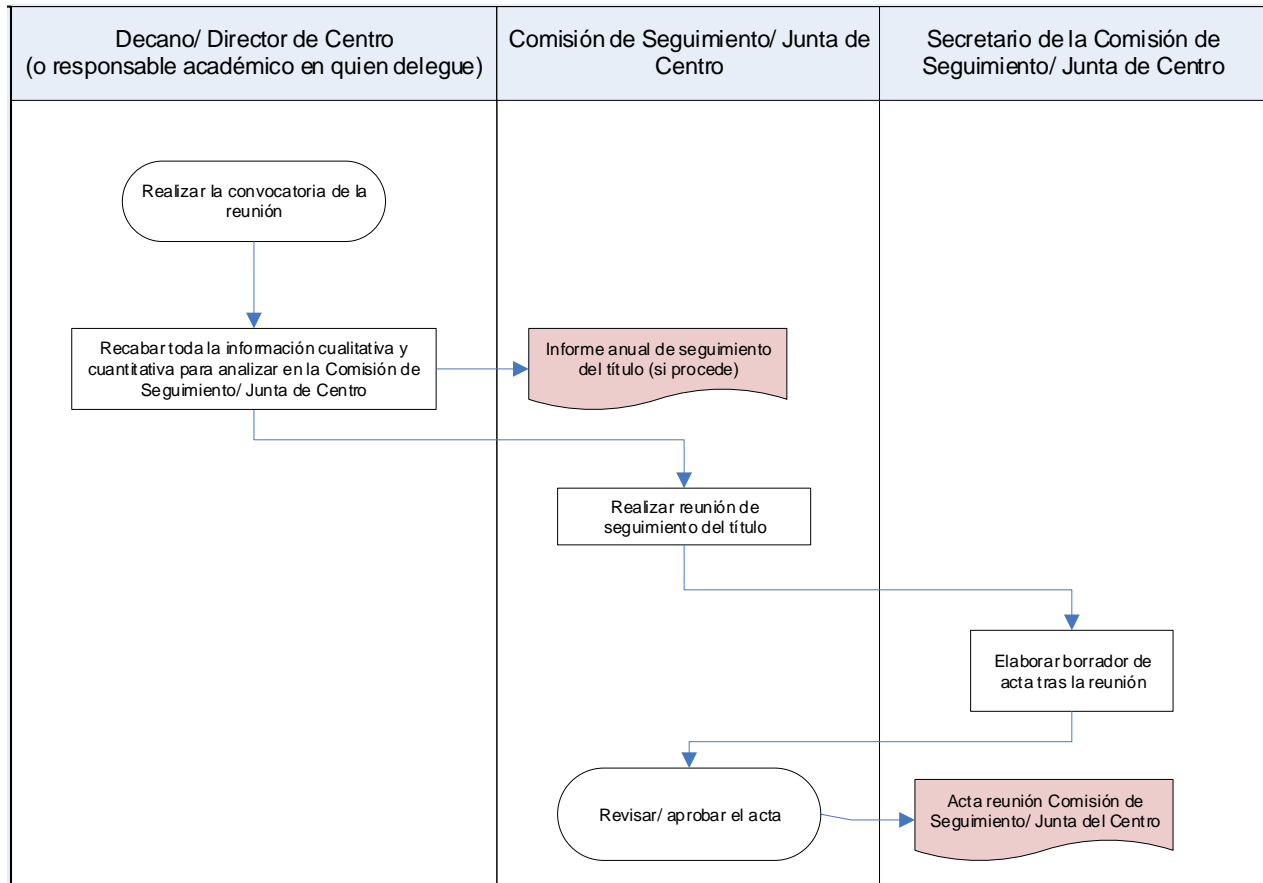 Decano/ Director de Centro
(o responsable académico en quien delegue)
Comisión de Seguimiento/ Junta de
Centro
Secretario de la Comisión de
Seguimiento/ Junta de Centro
Realizar la convocatoria de la
reunión
Recabar toda la información cualitativa y
cuantitativa para analizar en la Comisión de
Seguimiento/ Junta de Centro
Informe anual de seguimiento
del título (si procede)
Realizar reunión de
seguimiento del título
Elaborar borrador de
acta tras la reunión
Revisar/ aprobar el acta
Acta reunión Comisión de
Seguimiento/ Junta del Centro